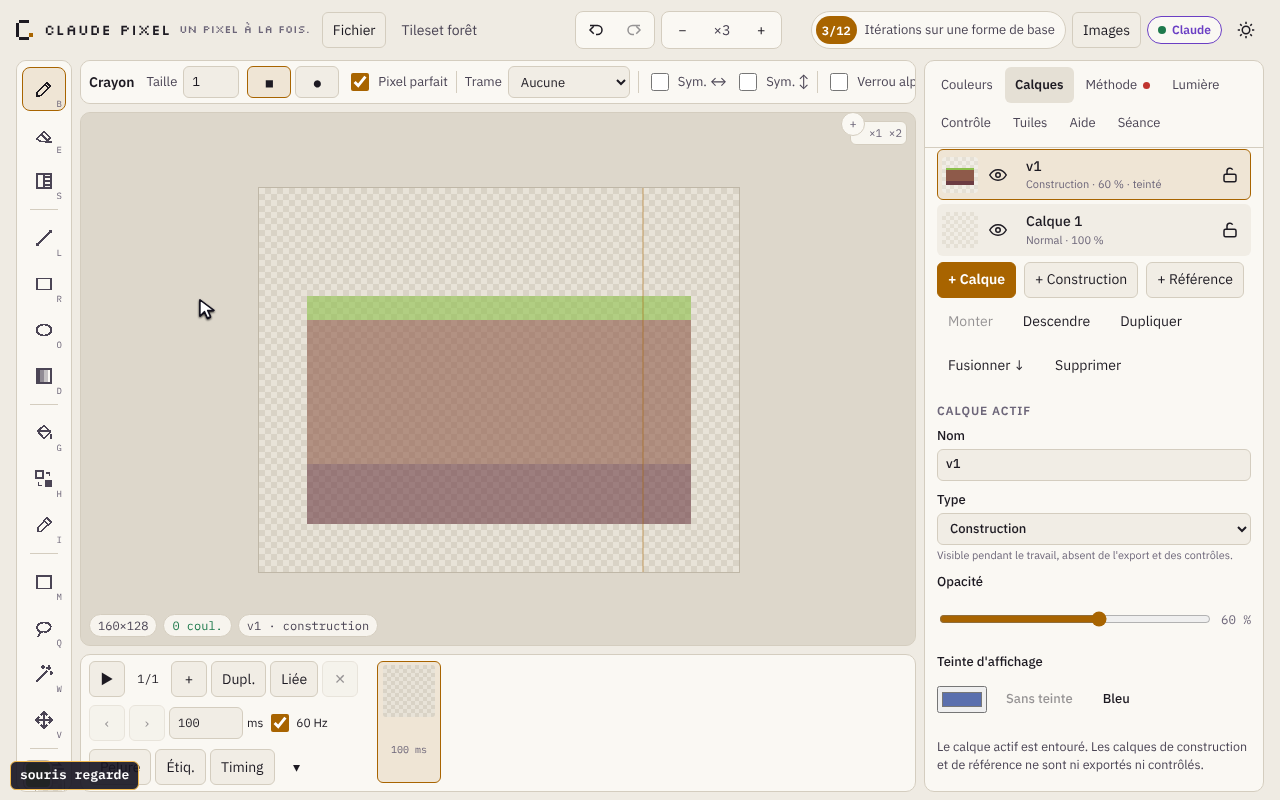 CLAUDE PIXEL UN PIXEL À LA FOIS. Fichier Tileset forêt − ×3 + 3/12 Itérations sur une forme de base Images Claude
Crayon Taille 1 Pixel parfait Trame Aucune Sym. ↔ Sym. ↕ Verrou alp
B
E
S
L
R
O
D
G
H
I
M
Q
W
V
+ ×1 ×2
160×128 0 coul. v1 · construction
1/1 + Dupl. Liée ×
‹ › 100 ms 60 Hz
Étiq. Timing ▼
100 ms
souris regarde
Couleurs Calques Méthode Lumière
Contrôle Tuiles Aide Séance
v1
Construction · 60 % · teinté
Calque 1
Normal · 100 %
+ Calque + Construction + Référence
Monter Descendre Dupliquer
Fusionner ↓ Supprimer
CALQUE ACTIF
Nom
v1
Type
Construction
Visible pendant le travail, absent de l'export et des contrôles.
Opacité
60 %
Teinte d'affichage
Sans teinte Bleu
Le calque actif est entouré. Les calques de construction
et de référence ne sont ni exportés ni contrôlés.